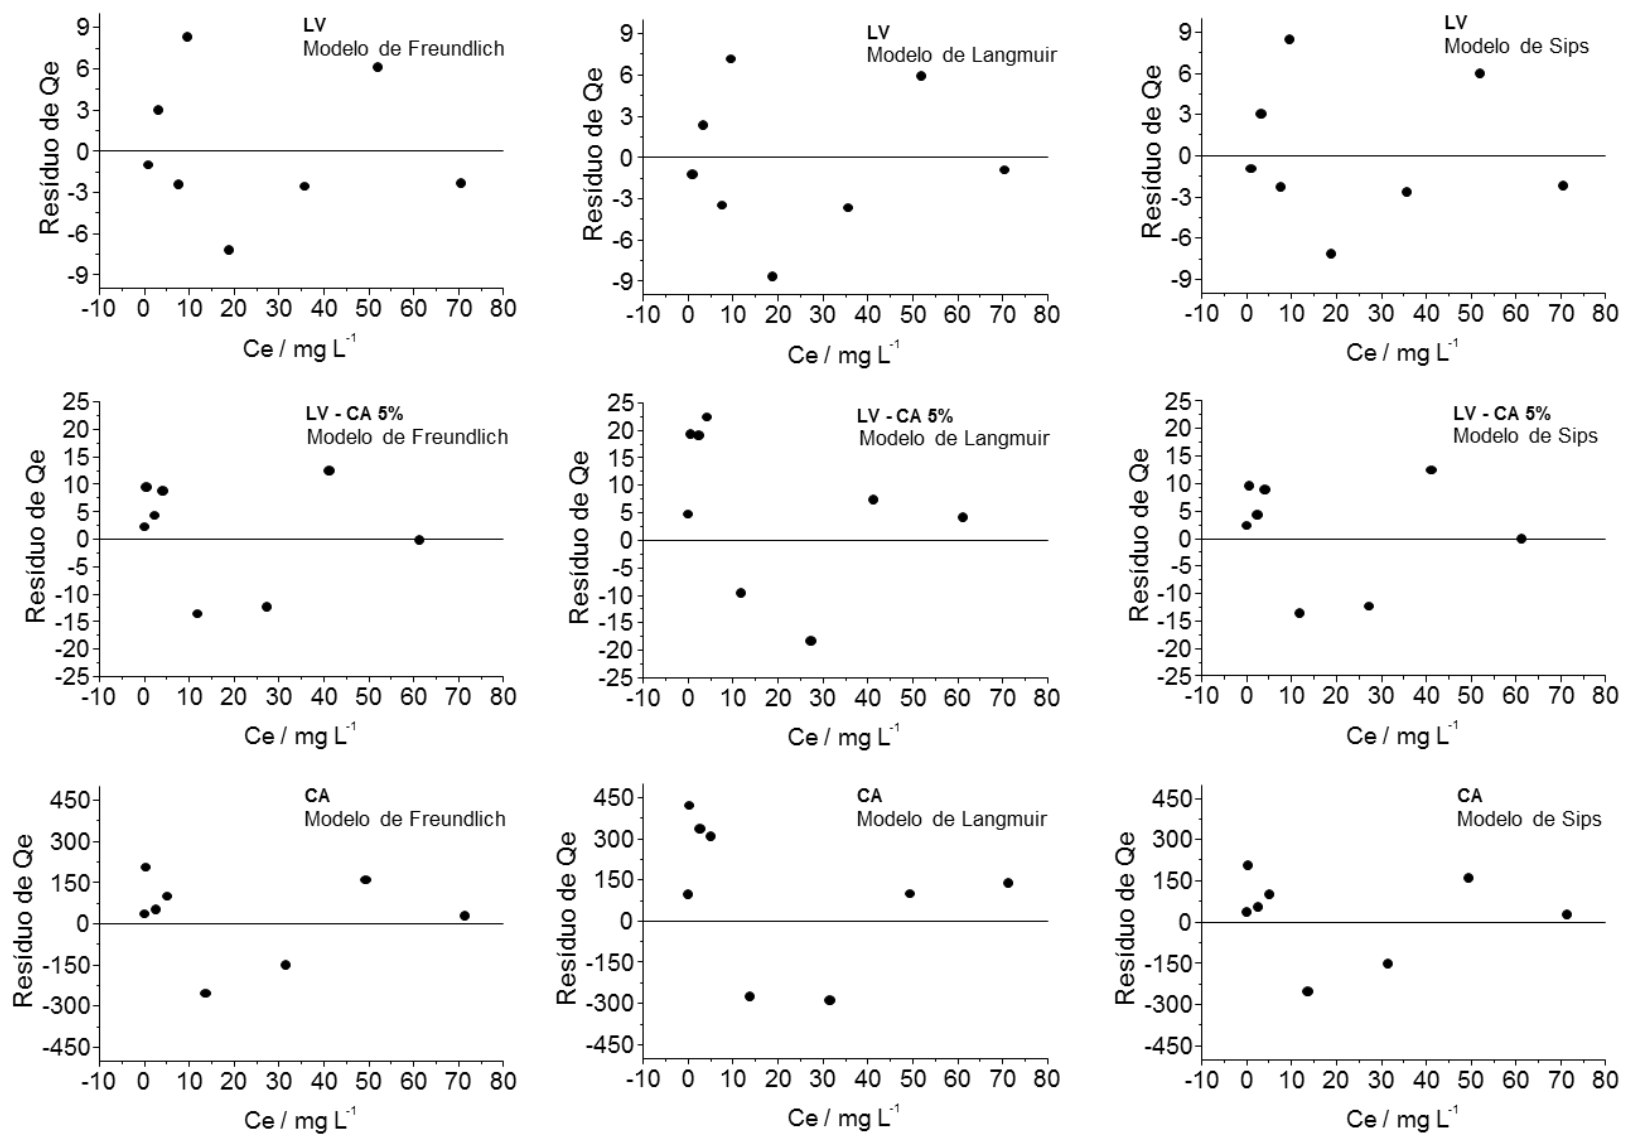 LV
Modelo de Freundlich
9
6
3
0
-3
-6
-9
Resíduo de Qe
-10 0 10 20 30 40 50 60 70 80
Ce / mg L-1
LV
Modelo de Langmuir
9
6
3
0
-3
-6
-9
Resíduo de Qe
-10 0 10 20 30 40 50 60 70 80
Ce / mg L-1
LV
Modelo de Sips
9
6
3
0
-3
-6
-9
Resíduo de Qe
-10 0 10 20 30 40 50 60 70 80
Ce / mg L-1
LV - CA 5%
Modelo de Freundlich
25
20
15
10
5
0
-5
-10
-15
-20
-25
Resíduo de Qe
-10 0 10 20 30 40 50 60 70 80
Ce / mg L-1
LV - CA 5%
Modelo de Langmuir
25
20
15
10
5
0
-5
-10
-15
-20
-25
Resíduo de Qe
-10 0 10 20 30 40 50 60 70 80
Ce / mg L-1
LV - CA 5%
Modelo de Sips
25
20
15
10
5
0
-5
-10
-15
-20
-25
Resíduo de Qe
-10 0 10 20 30 40 50 60 70 80
Ce / mg L-1
CA
Modelo de Freundlich
450
300
150
0
-150
-300
-450
Resíduo de Qe
-10 0 10 20 30 40 50 60 70 80
Ce / mg L-1
CA
Modelo de Langmuir
450
300
150
0
-150
-300
-450
Resíduo de Qe
-10 0 10 20 30 40 50 60 70 80
Ce / mg L-1
CA
Modelo de Sips
450
300
150
0
-150
-300
-450
Resíduo de Qe
-10 0 10 20 30 40 50 60 70 80
Ce / mg L-1